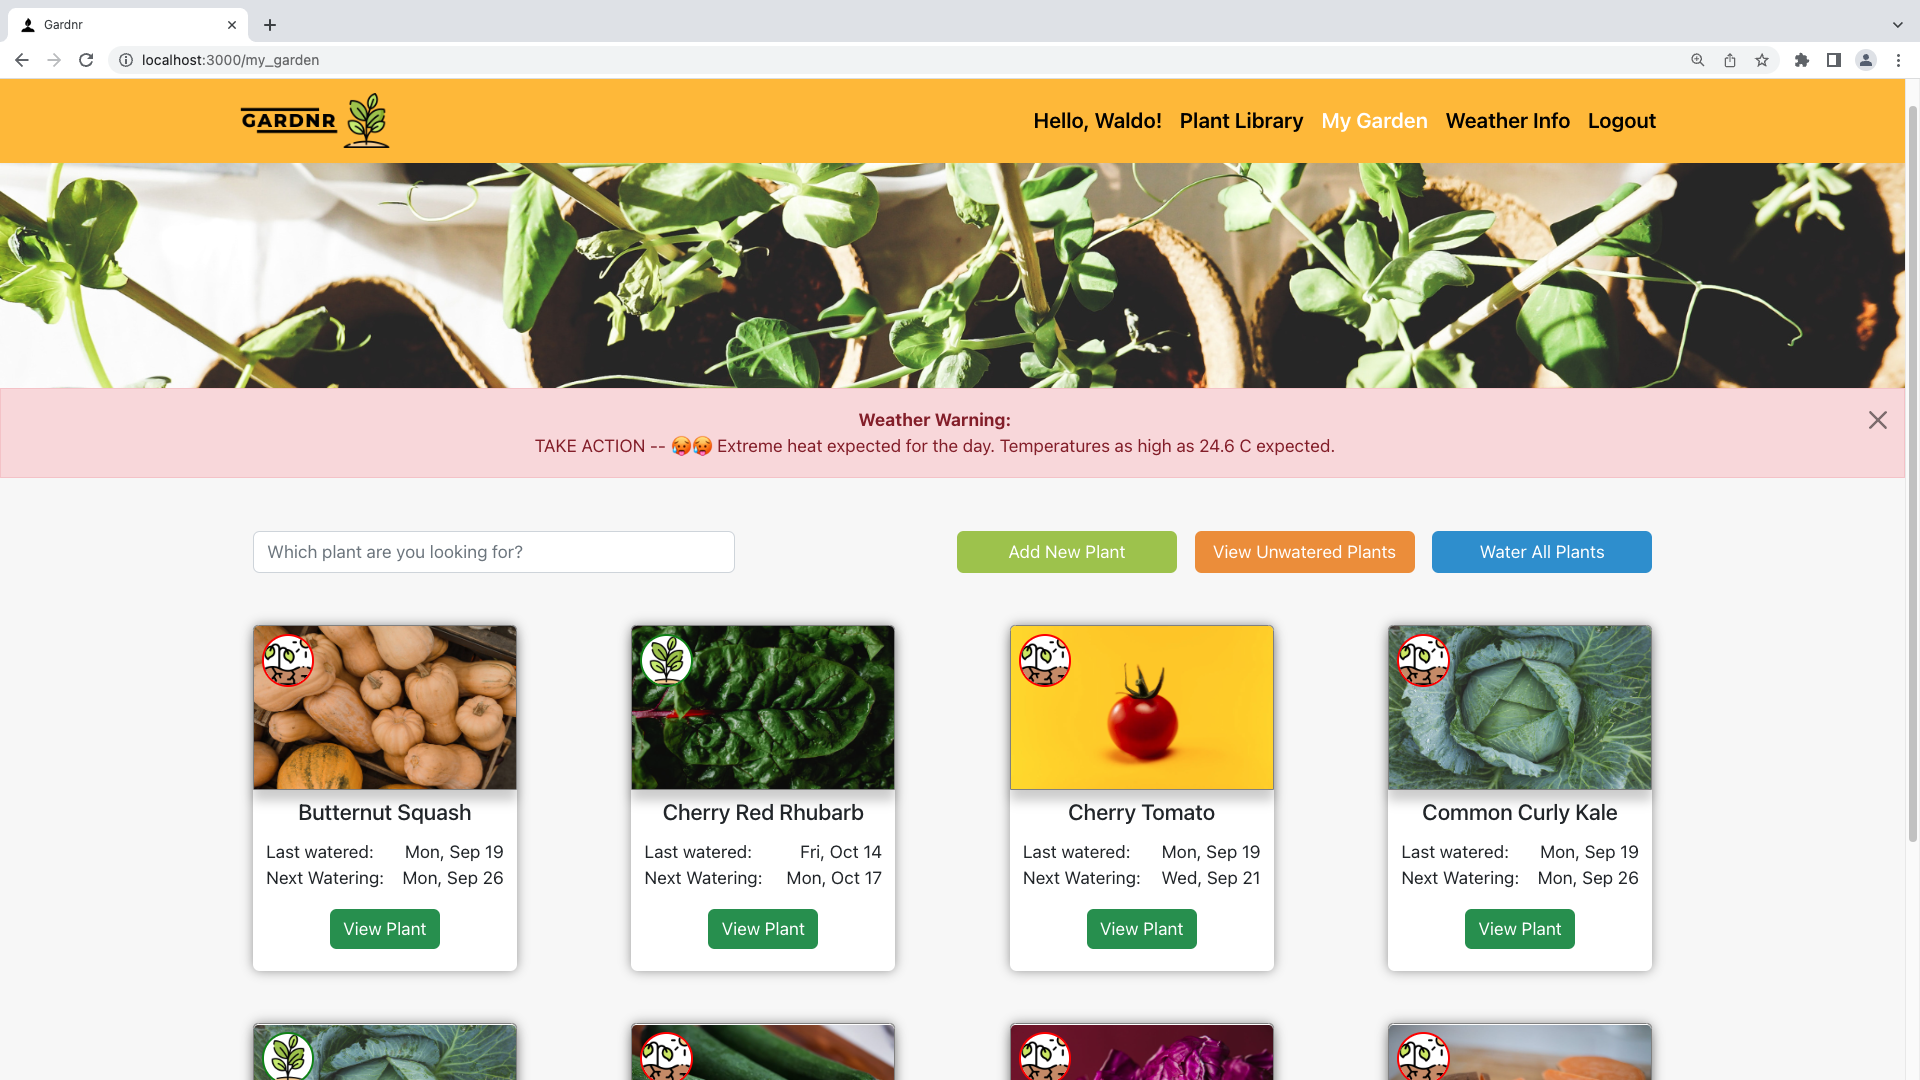 Gardnr
localhost:3000/my_garden
GARDNR
Hello, Waldo! Plant Library My Garden Weather Info Logout
Weather Warning:
TAKE ACTION -- 🥵🥵 Extreme heat expected for the day. Temperatures as high as 24.6 C expected.
Which plant are you looking for?
Add New Plant
View Unwatered Plants
Water All Plants
Butternut Squash
Last watered: Mon, Sep 19
Next Watering: Mon, Sep 26
View Plant
Cherry Red Rhubarb
Last watered: Fri, Oct 14
Next Watering: Mon, Oct 17
View Plant
Cherry Tomato
Last watered: Mon, Sep 19
Next Watering: Wed, Sep 21
View Plant
Common Curly Kale
Last watered: Mon, Sep 19
Next Watering: Mon, Sep 26
View Plant